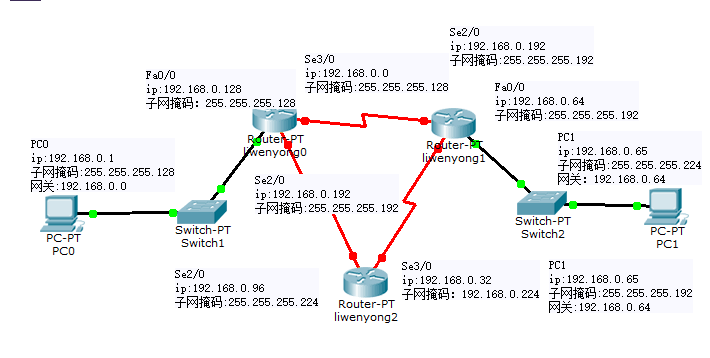 Se2/0
ip:192.168.0.192
子网掩码:255.255.255.192
Se3/0
ip:192.168.0.0
子网掩码:255.255.255.128
Fa0/0
ip:192.168.0.128
子网掩码：255.255.255.128
Fa0/0
ip:192.168.0.64
子网掩码:255.255.255.192
Router-PT
liwenyong0
Router-PT
liwenyong1
PC0
ip:192.168.0.1
子网掩码:255.255.255.128
网关:192.168.0.0
PC1
ip:192.168.0.65
子网掩码:255.255.255.224
网关：192.168.0.64
Se2/0
ip:192.168.0.192
子网掩码:255.255.255.192
PC-PT
PC0
Switch-PT
Switch1
Switch-PT
Switch2
PC-PT
PC1
Se2/0
ip:192.168.0.96
子网掩码:255.255.255.224
Router-PT
liwenyong2
Se3/0
ip:192.168.0.32
子网掩码：192.168.0.224
PC1
ip:192.168.0.65
子网掩码:255.255.255.192
网关:192.168.0.64